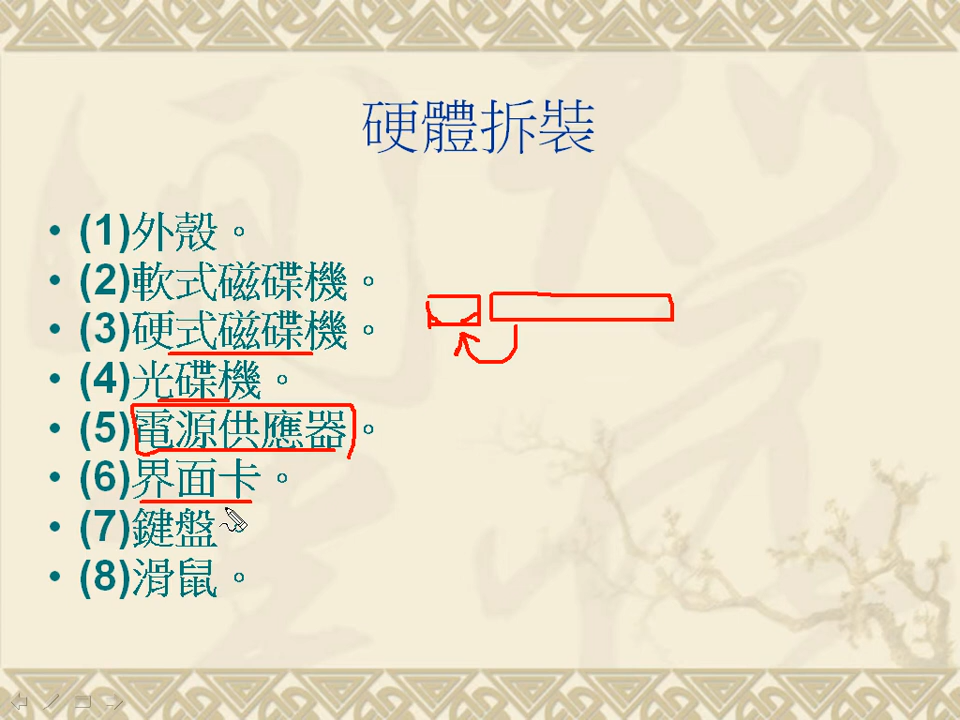 硬體拆裝
• (1)外殼。
• (2)軟式磁碟機。
• (3)硬式磁碟機。
• (4)光碟機。
• (5)電源供應器。
• (6)界面卡。
• (7)鍵盤
• (8)滑鼠。